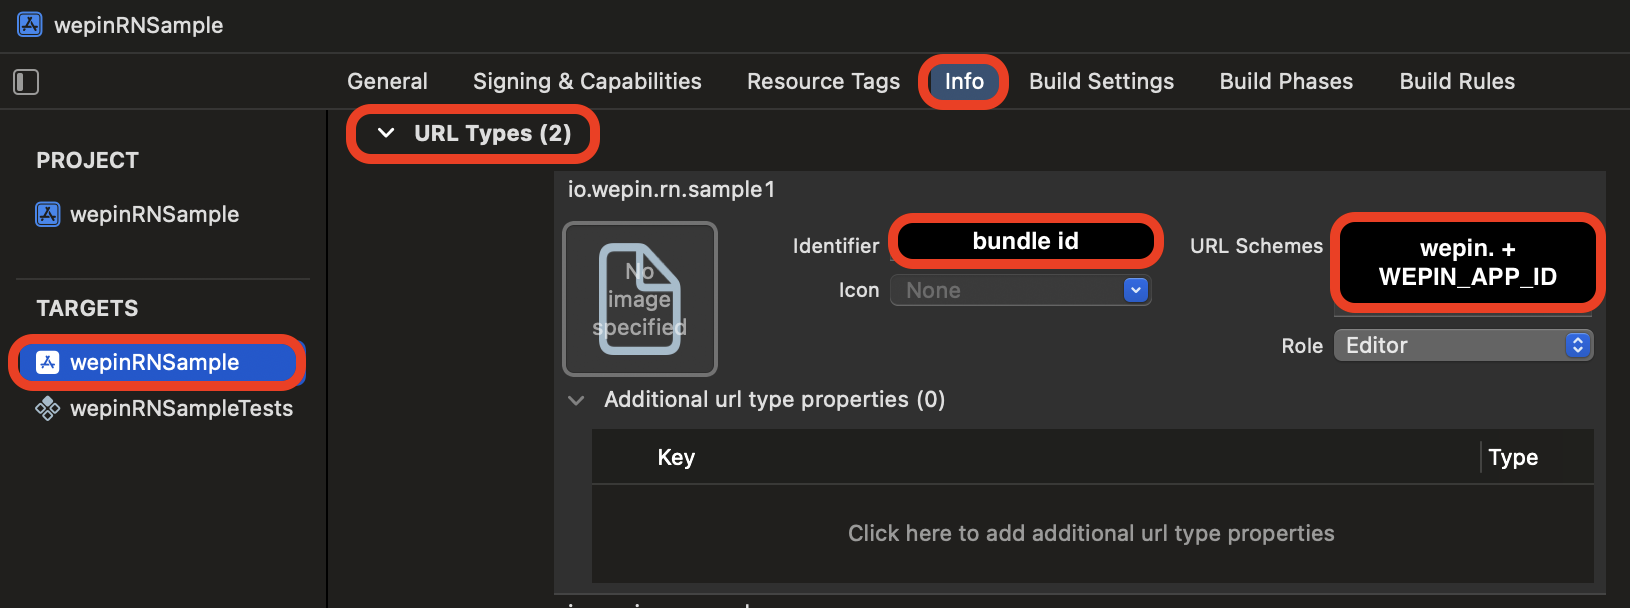 wepinRNSample
General Signing & Capabilities Resource Tags Info Build Settings Build Phases Build Rules
PROJECT
wepinRNSample
TARGETS
wepinRNSample
wepinRNSampleTests
URL Types (2)
io.wepin.rn.sample1
No
image
specified
Identifier bundle id
Icon None
URL Schemes wepin. +
WEPIN_APP_ID
Role Editor
Additional url type properties (0)
Key Type
Click here to add additional url type properties